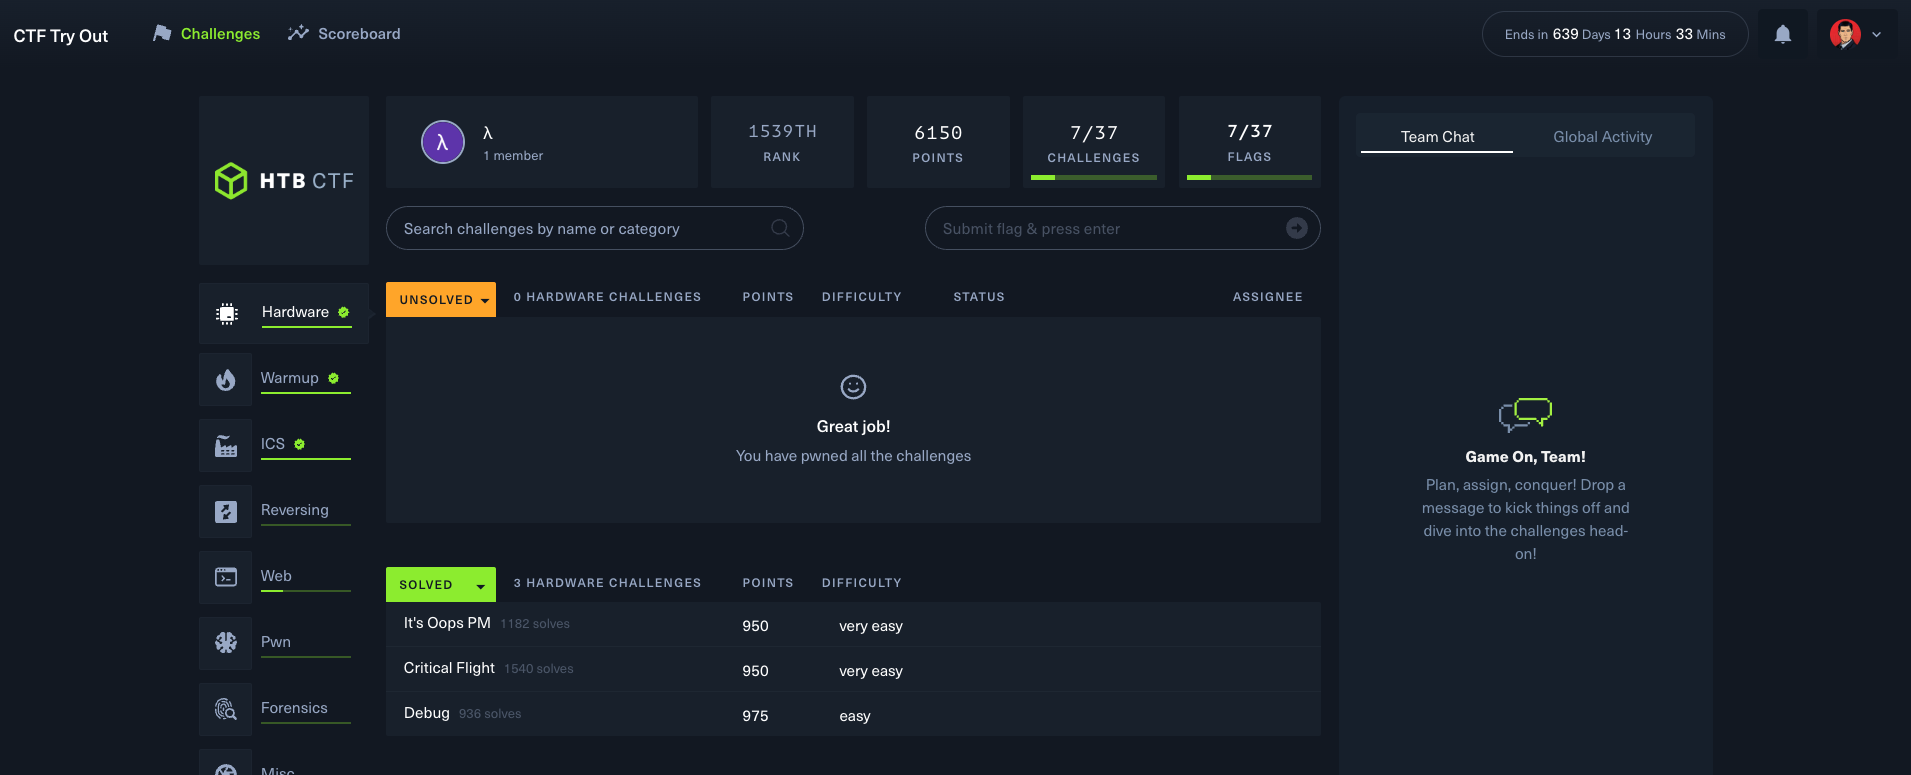 CTF Try Out
Challenges
Scoreboard
Ends in 639 Days 13 Hours 33 Mins
HTB CTF
λ
λ
1 member
1539TH
RANK
6150
POINTS
7/37
CHALLENGES
7/37
FLAGS
Team Chat
Global Activity
Search challenges by name or category
Submit flag & press enter
Hardware
Warmup
ICS
Reversing
Web
Pwn
Forensics
Misc
UNSOLVED
0 HARDWARE CHALLENGES
POINTS
DIFFICULTY
STATUS
ASSIGNEE
Great job!
You have pwned all the challenges
SOLVED
3 HARDWARE CHALLENGES
POINTS
DIFFICULTY
It's Oops PM 1182 solves 950 very easy
Critical Flight 1540 solves 950 very easy
Debug 936 solves 975 easy
Game On, Team!
Plan, assign, conquer! Drop a
message to kick things off and
dive into the challenges head-
on!